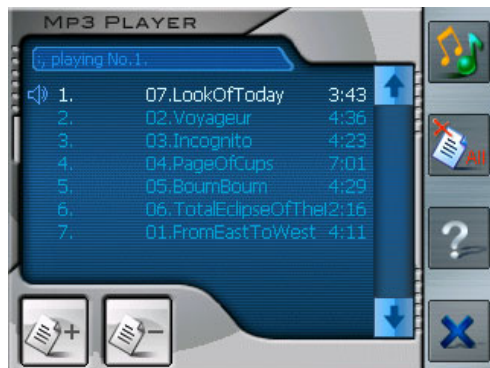 MP3 PLAYER
:, playing No.1.
1. 07.LookOfToday 3:43
2. 02.Voyageur 4:36
3. 03.Incognito 4:23
4. 04.PageOfCups 7:01
5. 05.BoumBoum 4:29
6. 06.TotalEclipseOfTheI2:16
7. 01.FromEastToWest 4:11
All